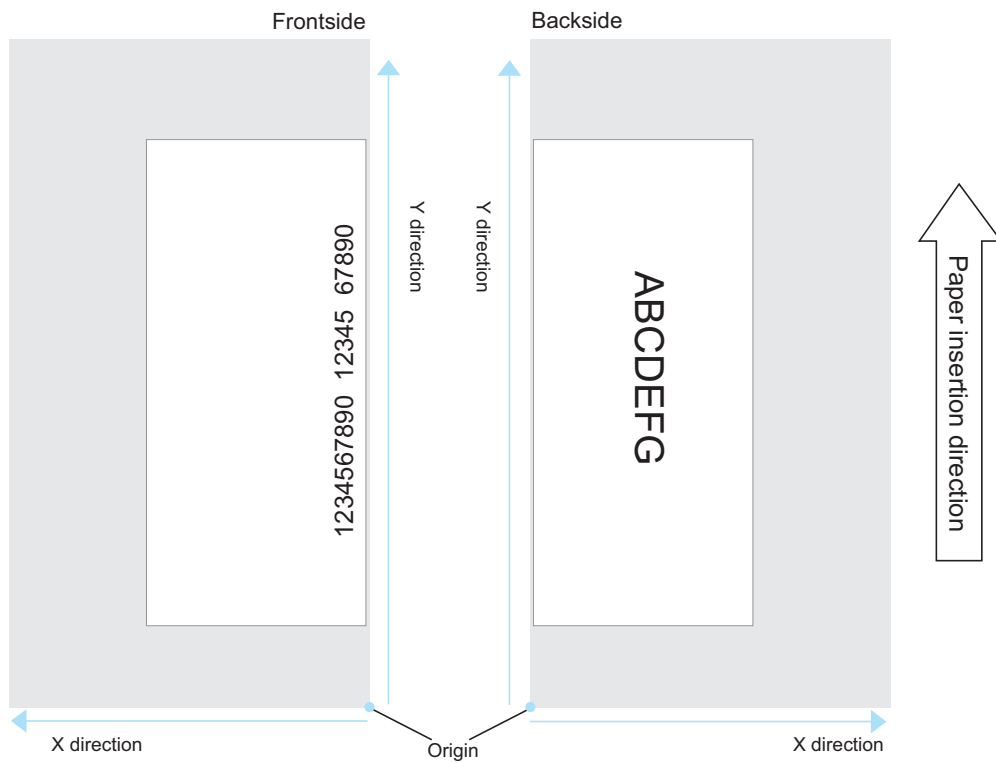 Frontside
Backside
Y direction
Y direction
1234567890 12345 67890
ABCDEFG
Paper insertion direction
X direction
Origin
X direction